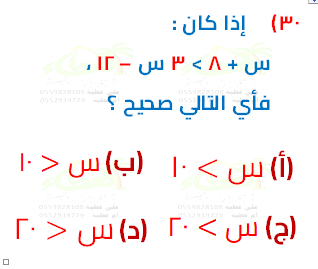 ٣٠) إذا كان :
س + ٨ < ٣ س – ١٢ ،
فأي التالي صحيح ؟
(أ) س < ١٠ (ب) س > ١٠
(ج) س < ٢٠ (د) س > ٢٠